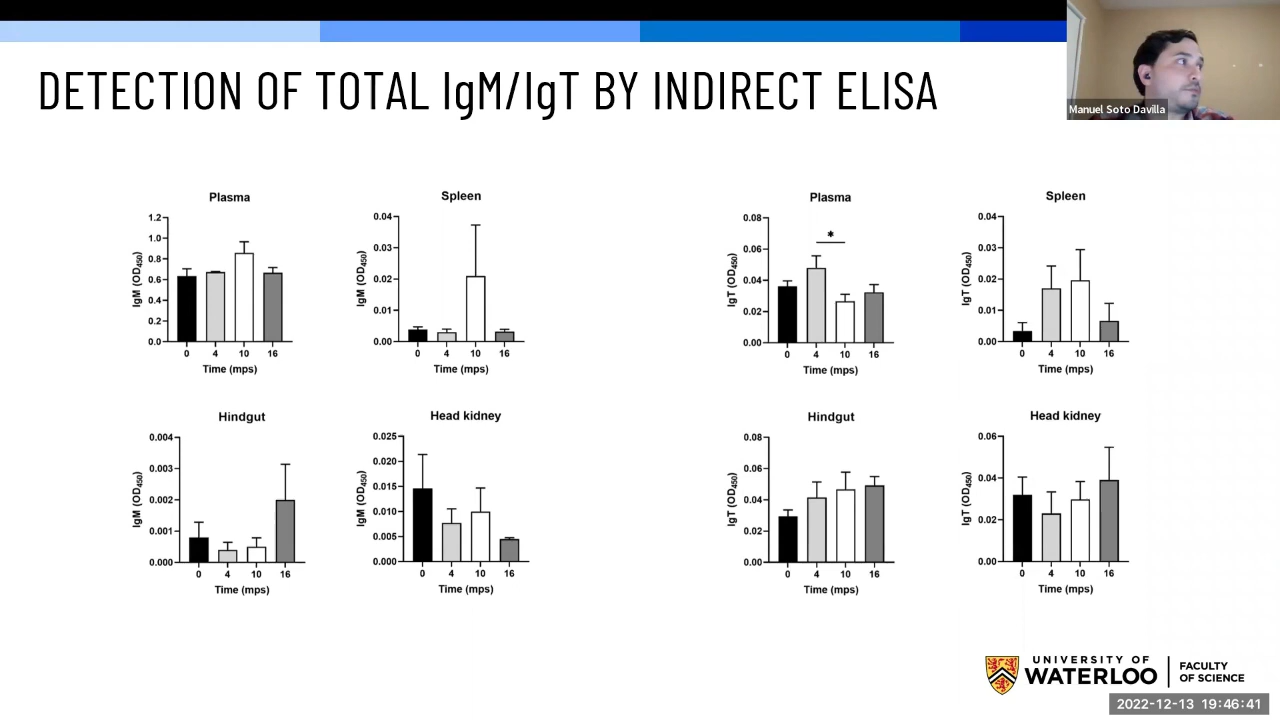 DETECTION OF TOTAL IgM/IgT BY INDIRECT ELISA
Manuel Soto Davilla
Plasma
IgM (OD450)
1.2
1.0
0.8
0.6
0.4
0.2
0.0
0 4 10 16
Time (mps)
Spleen
IgM (OD450)
0.04
0.03
0.02
0.01
0.00
0 4 10 16
Time (mps)
Plasma
IgT (OD450)
0.08
0.06
0.04
0.02
0.00
*
0 4 10 16
Time (mps)
Spleen
IgT (OD450)
0.04
0.03
0.02
0.01
0.00
0 4 10 16
Time (mps)
Hindgut
IgM (OD450)
0.004
0.003
0.002
0.001
0.000
0 4 10 16
Time (mps)
Head kidney
IgM (OD450)
0.025
0.020
0.015
0.010
0.005
0.000
0 4 10 16
Time (mps)
Hindgut
IgT (OD450)
0.08
0.06
0.04
0.02
0.00
0 4 10 16
Time (mps)
Head kidney
IgT (OD450)
0.06
0.04
0.02
0.00
0 4 10 16
Time (mps)
UNIVERSITY OF
WATERLOO
FACULTY
OF SCIENCE
2022-12-13 19:46:41